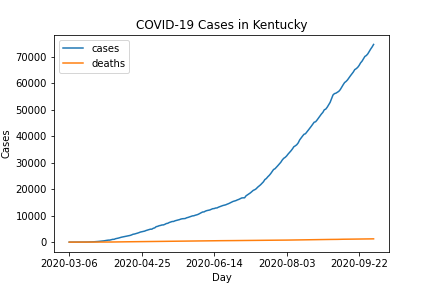 COVID-19 Cases in Kentucky
cases
deaths
70000
60000
50000
40000
30000
20000
10000
0
Cases
2020-03-06 2020-04-25 2020-06-14 2020-08-03 2020-09-22
Day